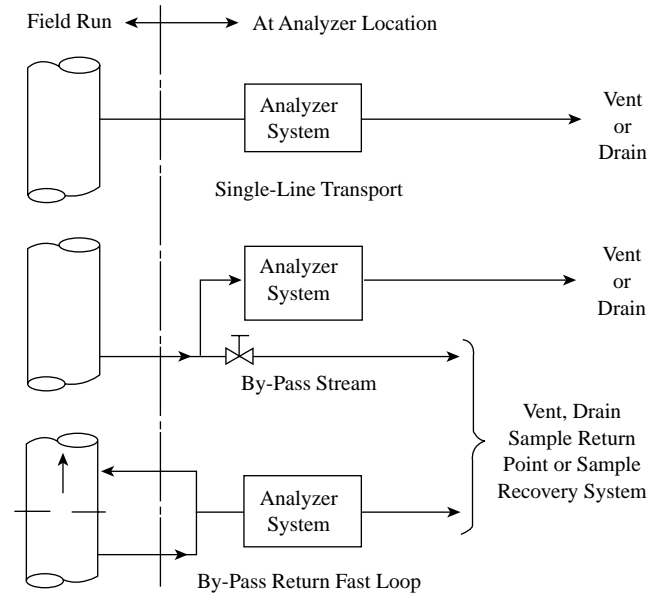 Field Run
At Analyzer Location
Analyzer
System
Vent
or
Drain
Single-Line Transport
Analyzer
System
Vent
or
Drain
By-Pass Stream
Vent, Drain
Sample Return
Point or Sample
Recovery System
Analyzer
System
By-Pass Return Fast Loop